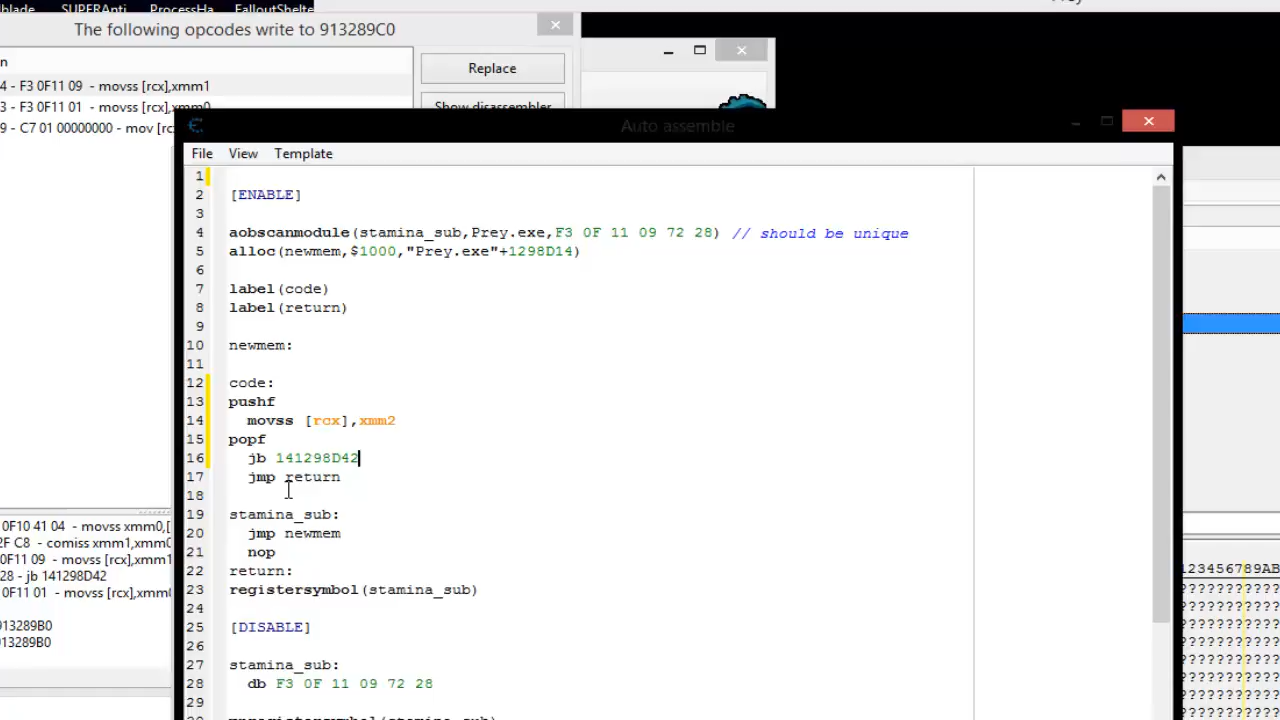 SUPERAnti ProcessHa FalloutShelte
The following opcodes write to 913289C0
4 - F3 0F11 09 - movss [rcx],xmm1
3 - F3 0F11 01 - movss [rcx],xmm0
9 - C7 01 00000000 - mov [rc
Replace
Show disassembler
Auto assemble
File View Template
1
2 [ENABLE]
3
4 aobscanmodule(stamina_sub,Prey.exe,F3 0F 11 09 72 28) // should be unique
5 alloc(newmem,$1000,"Prey.exe"+1298D14)
6
7 label(code)
8 label(return)
9
10 newmem:
11
12 code:
13 pushf
14 movss [rcx],xmm2
15 popf
16 jb 141298D42
17 jmp return
18
19 stamina_sub:
20 jmp newmem
21 nop
22 return:
23 registersymbol(stamina_sub)
24
25 [DISABLE]
26
27 stamina_sub:
28 db F3 0F 11 09 72 28
29
0F10 41 04 - movss xmm0,[
2F C8 - comiss xmm1,xmm0
0F11 09 - movss [rcx],xmm1
28 - jb 141298D42
0F11 01 - movss [rcx],xmm0
913289B0
913289B0
123456789AB
???????????
???????????
???????????
???????????
???????????
???????????
???????????
???????????